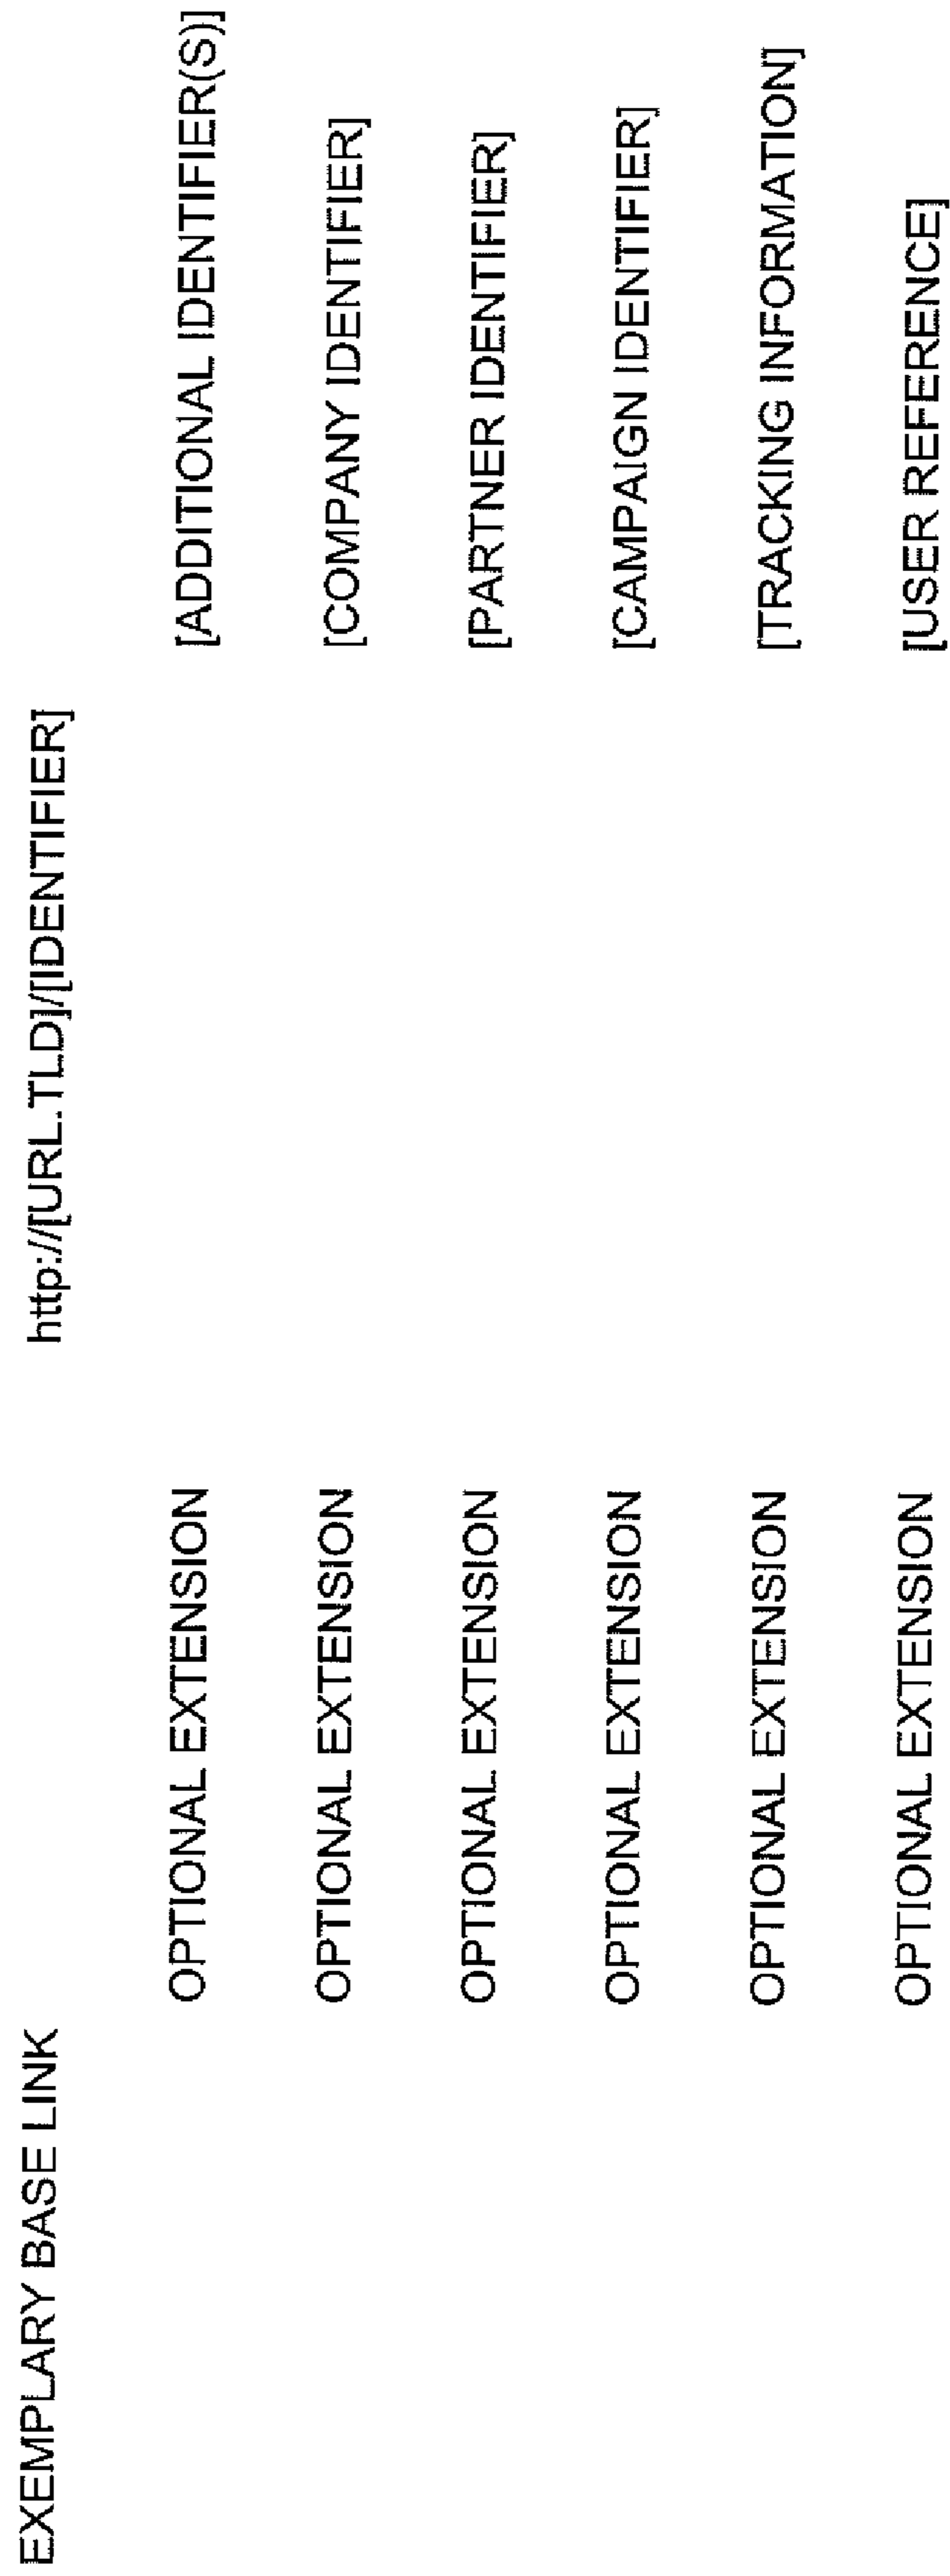 EXEMPLARY BASE LINK http://[URL.TLD]/[IDENTIFIER]
OPTIONAL EXTENSION [ADDITIONAL IDENTIFIER(S)]
OPTIONAL EXTENSION [COMPANY IDENTIFIER]
OPTIONAL EXTENSION [PARTNER IDENTIFIER]
OPTIONAL EXTENSION [CAMPAIGN IDENTIFIER]
OPTIONAL EXTENSION [TRACKING INFORMATION]
OPTIONAL EXTENSION [USER REFERENCE]